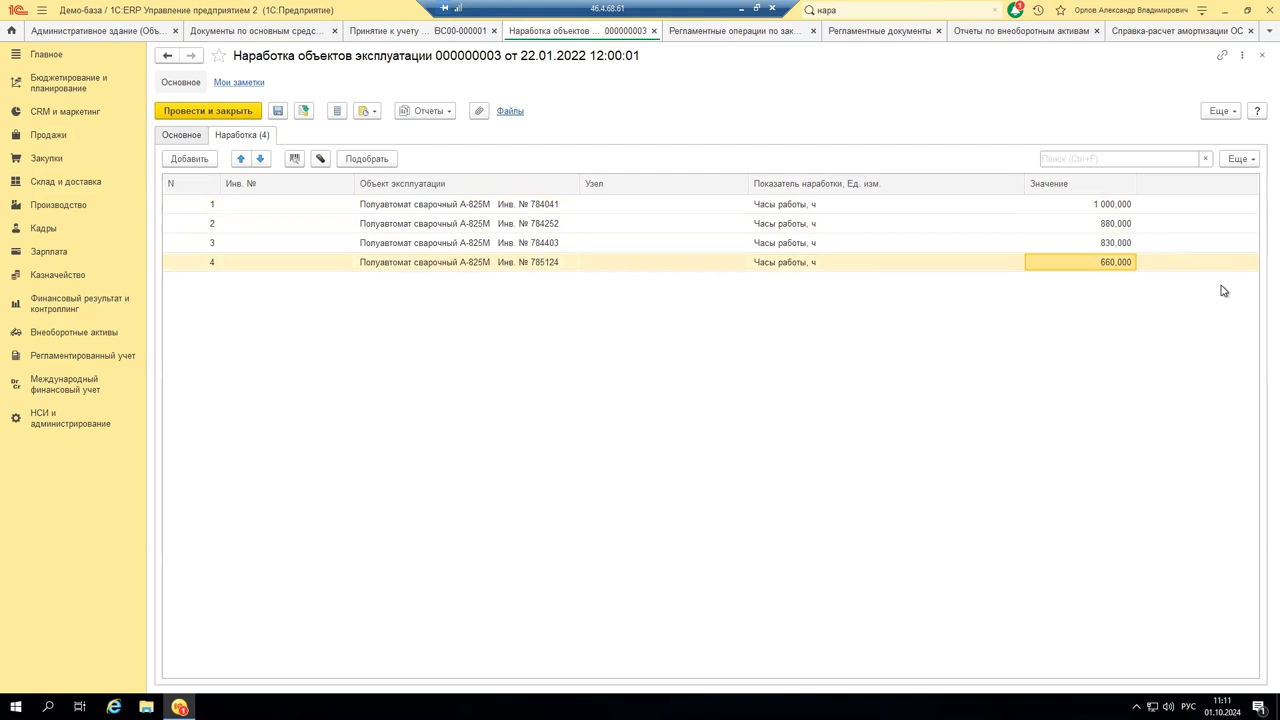 Демо-база / 1C:ERP Управление предприятием 2 (1С:Предприятие)
46.4.68.61
нара
Орлов Александр Владимирович
Административное здание (Объ...
Документы по основным средс...
Принятие к учету ... ВС00-000001
Наработка объектов ... 000000003
Регламентные операции по зак...
Регламентные документы
Отчеты по внеоборотным активам
Справка-расчет амортизации ОС
Главное
Бюджетирование и
планирование
CRM и маркетинг
Продажи
Закупки
Склад и доставка
Производство
Кадры
Зарплата
Казначейство
Финансовый результат и
контроллинг
Внеоборотные активы
Регламентированный учет
Международный
финансовый учет
НСИ и
администрирование
Наработка объектов эксплуатации 000000003 от 22.01.2022 12:00:01
Основное Мои заметки
Провести и закрыть Отчеты Файлы Еще ?
Основное Наработка (4)
Добавить Подобрать Поиск (Ctrl+F) Еще
N Инв. № Объект эксплуатации Узел Показатель наработки, Ед. изм. Значение
1 Полуавтомат сварочный А-825М Инв. № 784041 Часы работы, ч 1 000,000
2 Полуавтомат сварочный А-825М Инв. № 784252 Часы работы, ч 880,000
3 Полуавтомат сварочный А-825М Инв. № 784403 Часы работы, ч 830,000
4 Полуавтомат сварочный А-825М Инв. № 785124 Часы работы, ч 660,000
РУС
11:11
01.10.2024